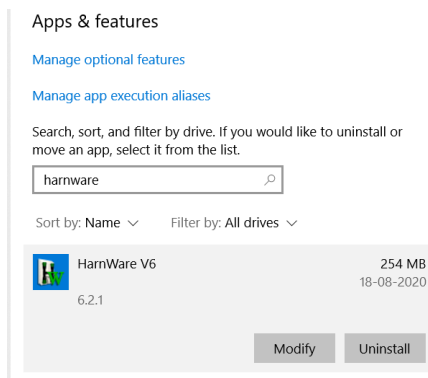 Apps & features
Manage optional features
Manage app execution aliases
Search, sort, and filter by drive. If you would like to uninstall or
move an app, select it from the list.
harnware
Sort by: Name Filter by: All drives
HarnWare V6 254 MB
18-08-2020
6.2.1
Modify Uninstall